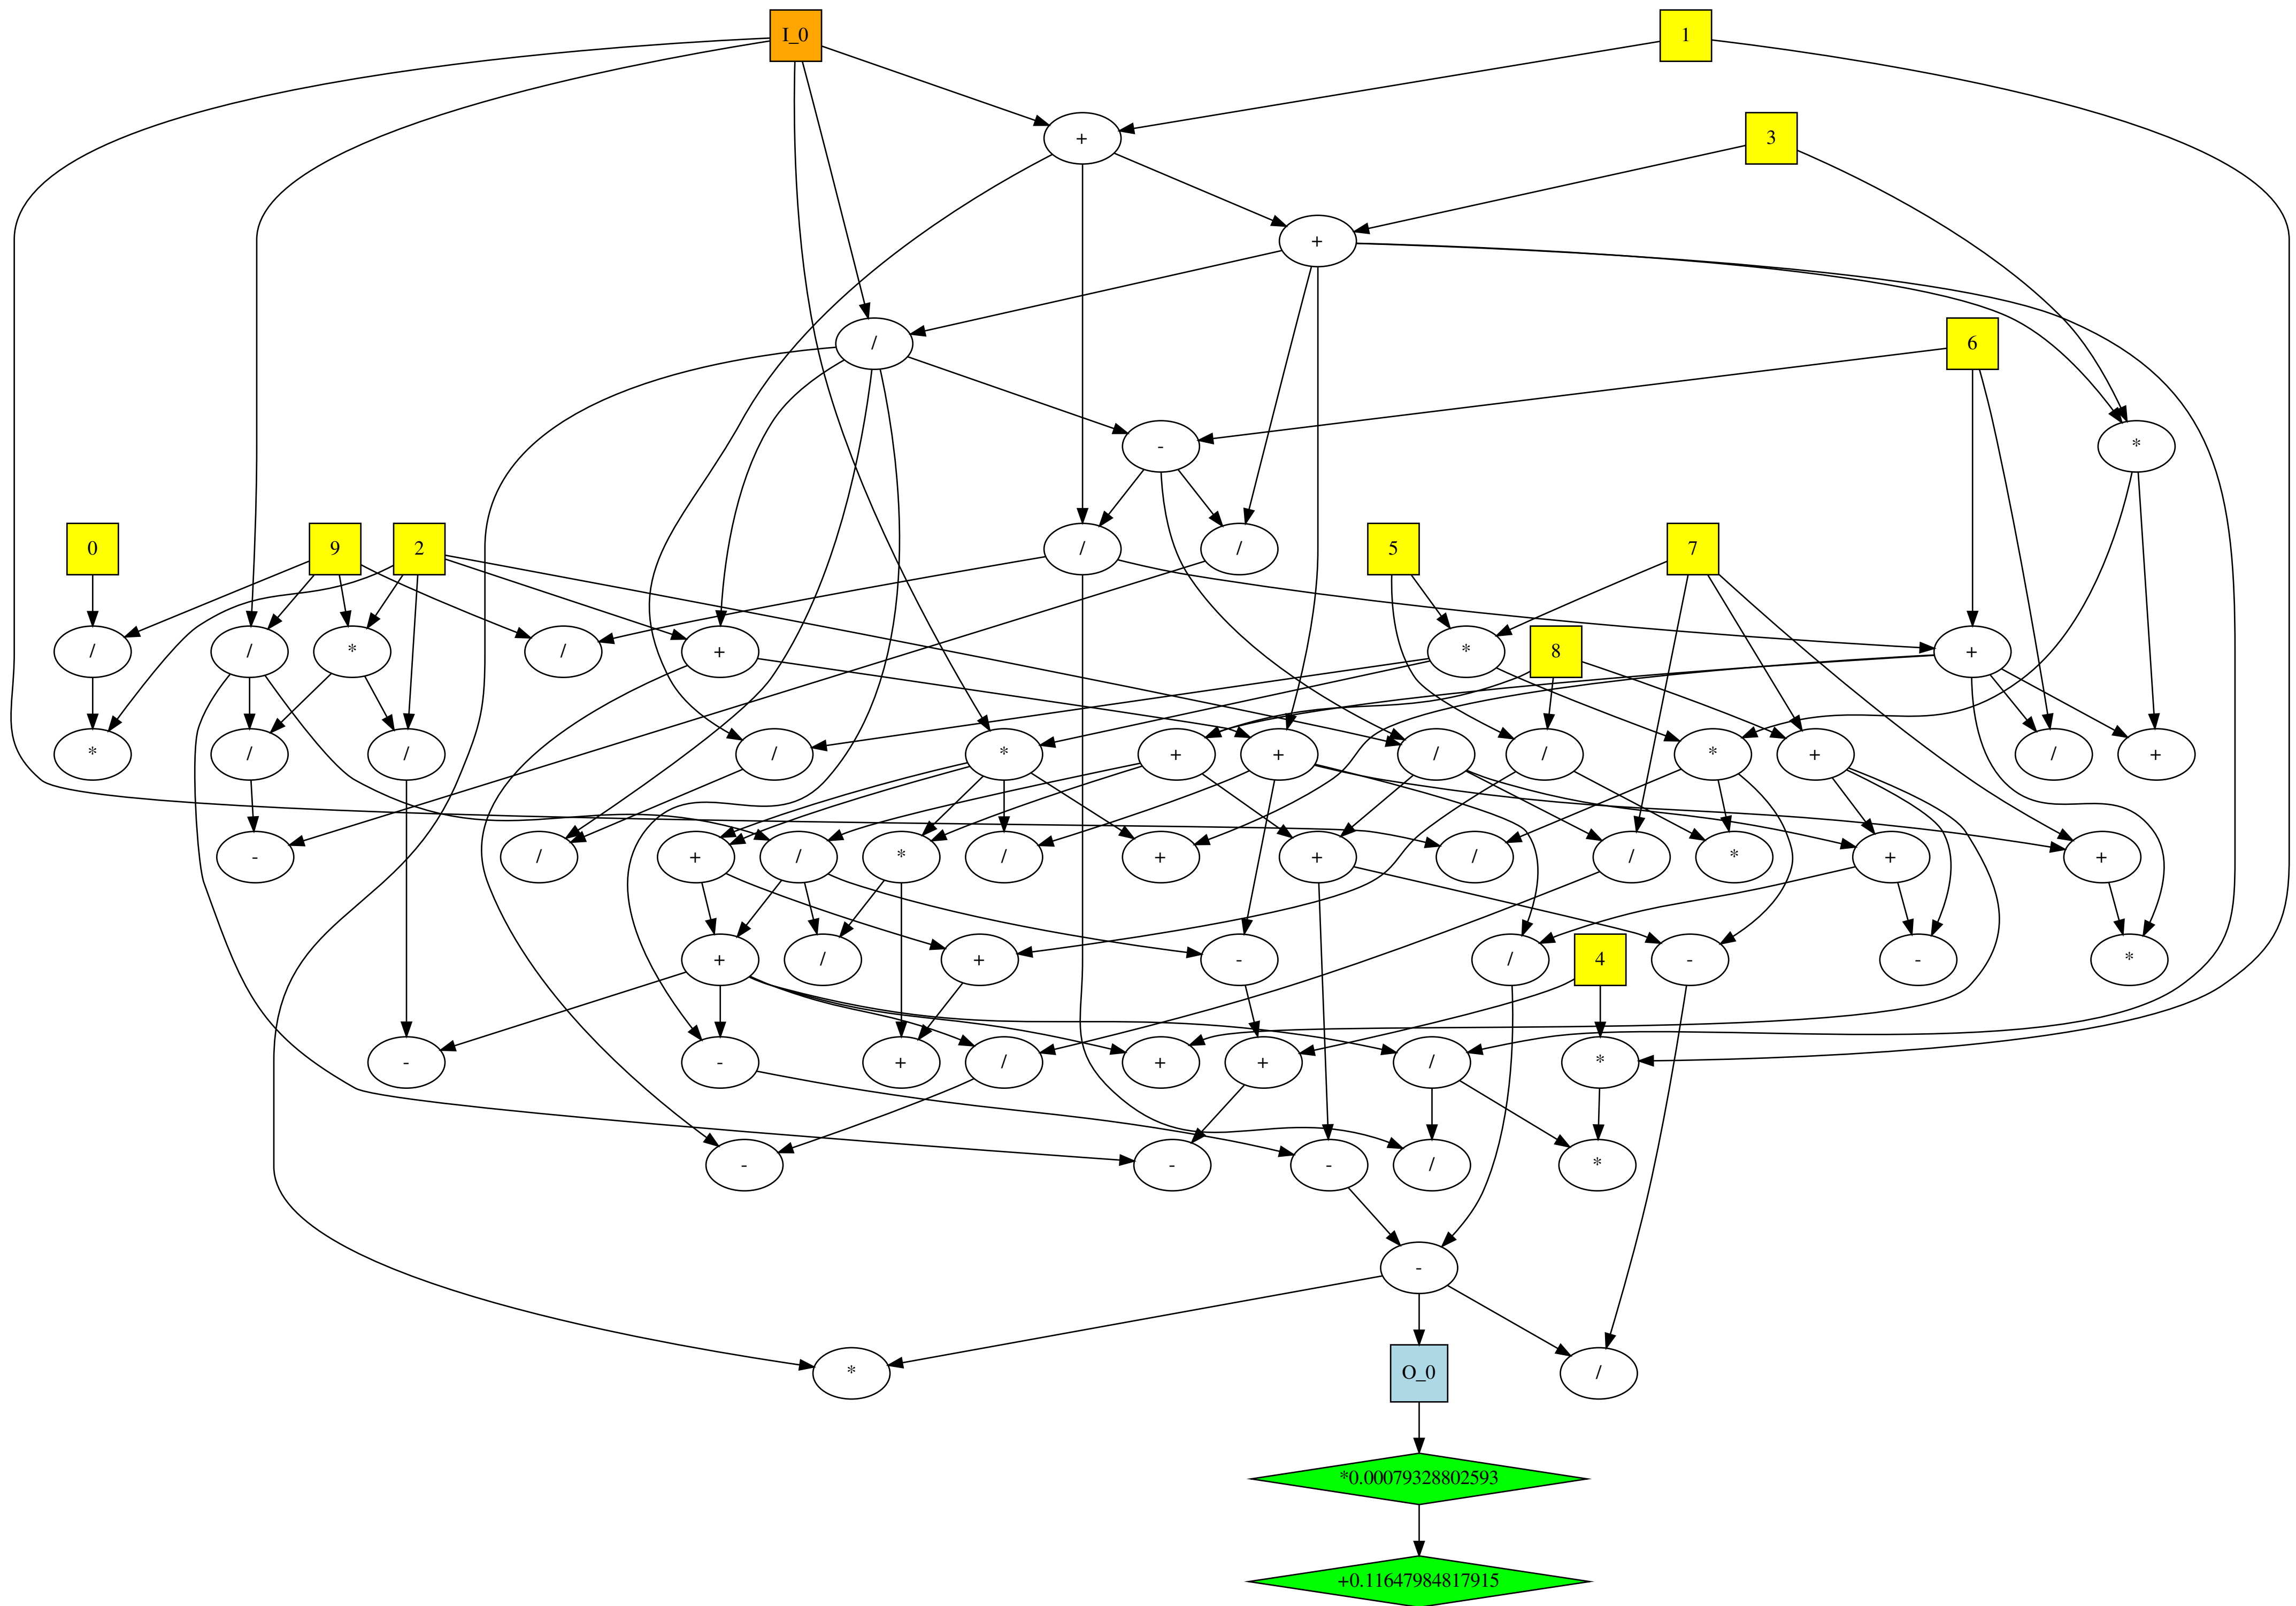 I_0 1
+ 3
+
/ 6
- *
0 9 2 / / 5 7
/ / * / + * 8 +
* / / / * + + / / * + / +
- / + / * / + + / / * + +
+ / + - / 4 - - *
- - + / + + / *
- - - / *
-
* O_0 /
*0.00079328802593
+0.11647984817915